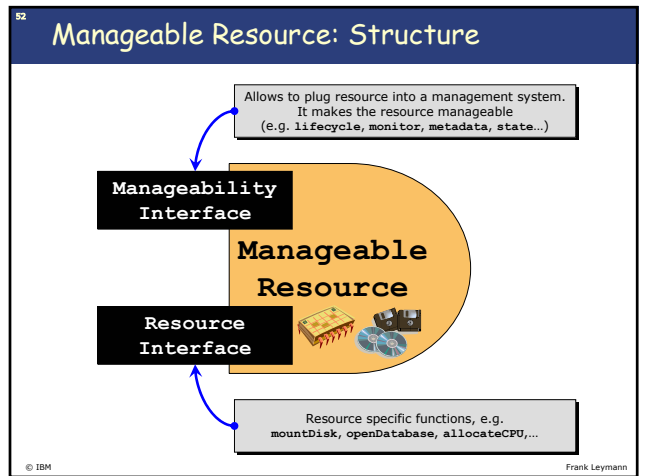 52
Manageable Resource: Structure
Allows to plug resource into a management system.
It makes the resource manageable
(e.g. lifecycle, monitor, metadata, state…)
Manageability
Interface
Manageable
Resource
Resource
Interface
Resource specific functions, e.g.
mountDisk, openDatabase, allocateCPU,…
© IBM
Frank Leymann